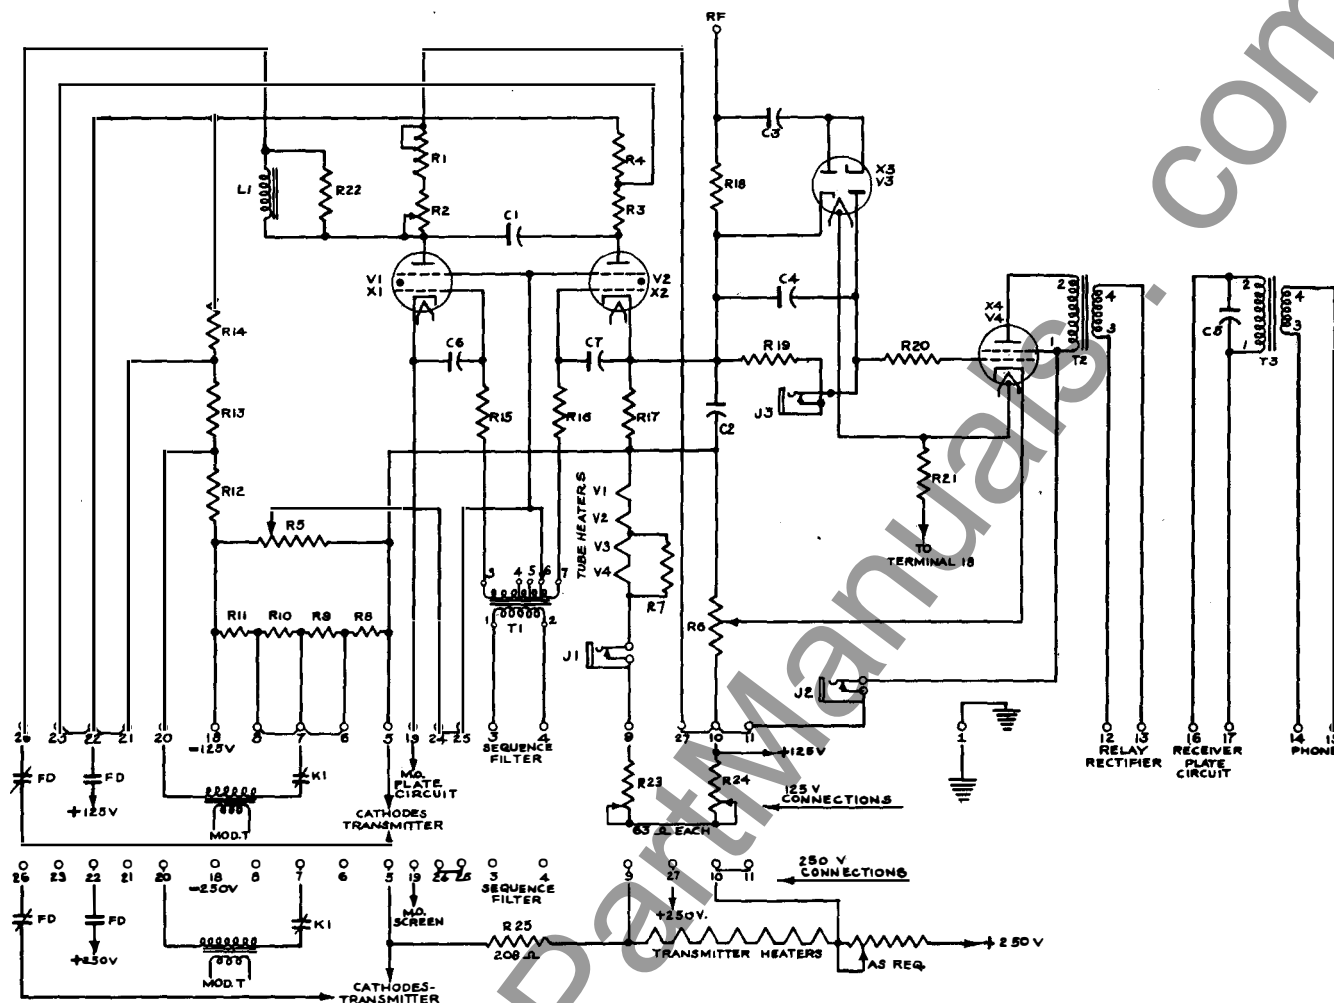 RF
C3
X3
V3
R1
R4
L1
R22
R18
R2
R3
C1
V1
X1
V2
X2
C4
X4
V4
2
4
3
1
T2
2
4
3
1
C5
T3
R14
C6
C7
R19
R20
J3
R13
R15
R16
R17
C2
R12
TUBE HEATERS
V1
V2
V3
V4
R21
TO
TERMINAL 18
R5
3
4
5
6
7
1
2
T1
R7
R11
R10
R9
R8
R6
J1
J2
26
23
22
21
20
18
8
7
6
5
19
24
25
3
4
9
27
10
11
1
12
13
16
17
14
15
-125V
SEQUENCE
FILTER
+125V
RELAY
RECTIFIER
RECEIVER
PLATE
CIRCUIT
PHONE
FD
FD
+125V
K1
MOD.T
M.O.
PLATE
CIRCUIT
CATHODES
TRANSMITTER
R23
R24
63 Ω EACH
125 V
CONNECTIONS
26
23
22
21
20
18
8
7
6
5
19
26
25
3
4
9
27
10
11
-250V
SEQUENCE
FILTER
250 V
CONNECTIONS
FD
FD
+250V
K1
MOD.T
M.O.
SCREEN
+250V.
R25
208 Ω
TRANSMITTER HEATERS
AS REQ.
+250V
CATHODES-
TRANSMITTER
PartManuals.com